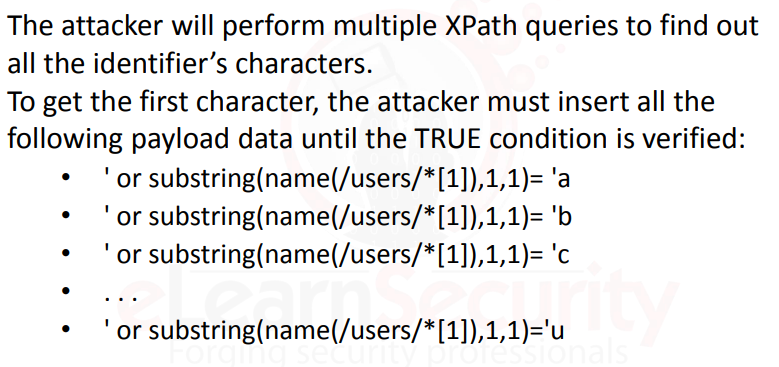 The attacker will perform multiple XPath queries to find out
all the identifier’s characters.
To get the first character, the attacker must insert all the
following payload data until the TRUE condition is verified:
• ' or substring(name(/users/*[1]),1,1)= 'a
• ' or substring(name(/users/*[1]),1,1)= 'b
• ' or substring(name(/users/*[1]),1,1)= 'c
• ...
• ' or substring(name(/users/*[1]),1,1)='u
eLearnSecurity
Forging security professionals